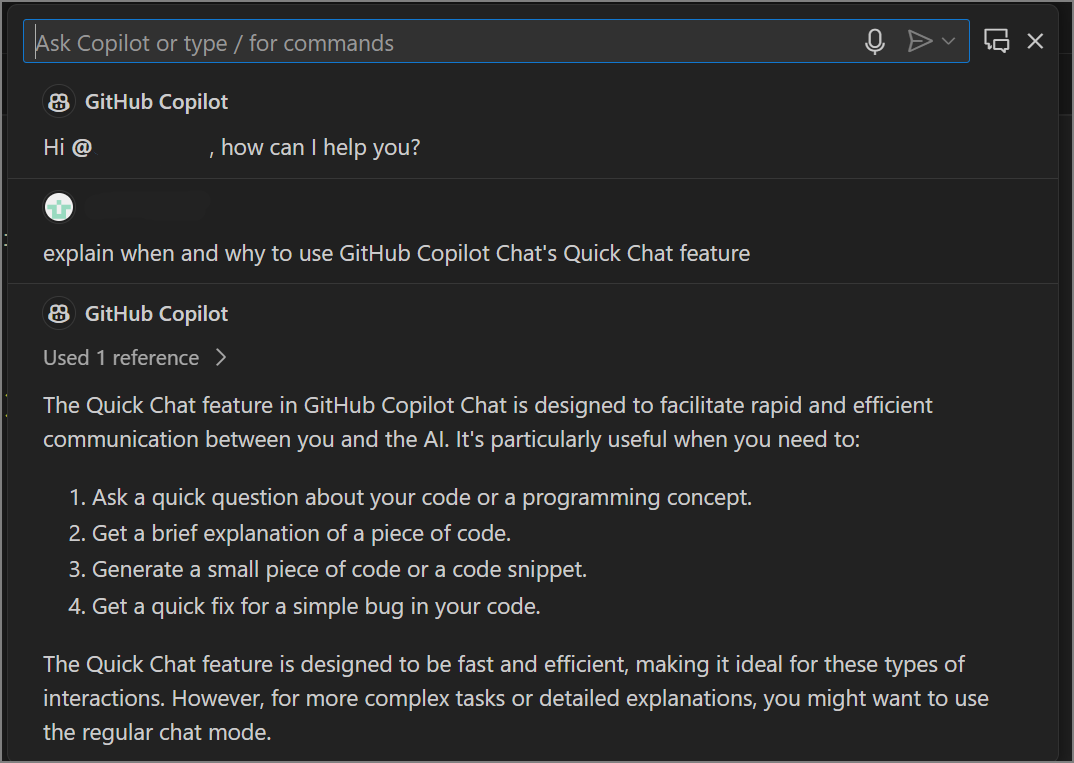 Ask Copilot or type / for commands
GitHub Copilot
Hi @ , how can I help you?
explain when and why to use GitHub Copilot Chat's Quick Chat feature
GitHub Copilot
Used 1 reference
The Quick Chat feature in GitHub Copilot Chat is designed to facilitate rapid and efficient
communication between you and the AI. It's particularly useful when you need to:
1. Ask a quick question about your code or a programming concept.
2. Get a brief explanation of a piece of code.
3. Generate a small piece of code or a code snippet.
4. Get a quick fix for a simple bug in your code.
The Quick Chat feature is designed to be fast and efficient, making it ideal for these types of
interactions. However, for more complex tasks or detailed explanations, you might want to use
the regular chat mode.